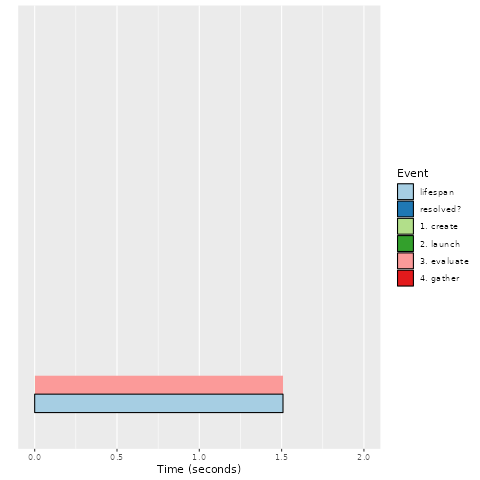 Event
lifespan
resolved?
1. create
2. launch
3. evaluate
4. gather
0.0 0.5 1.0 1.5 2.0
Time (seconds)